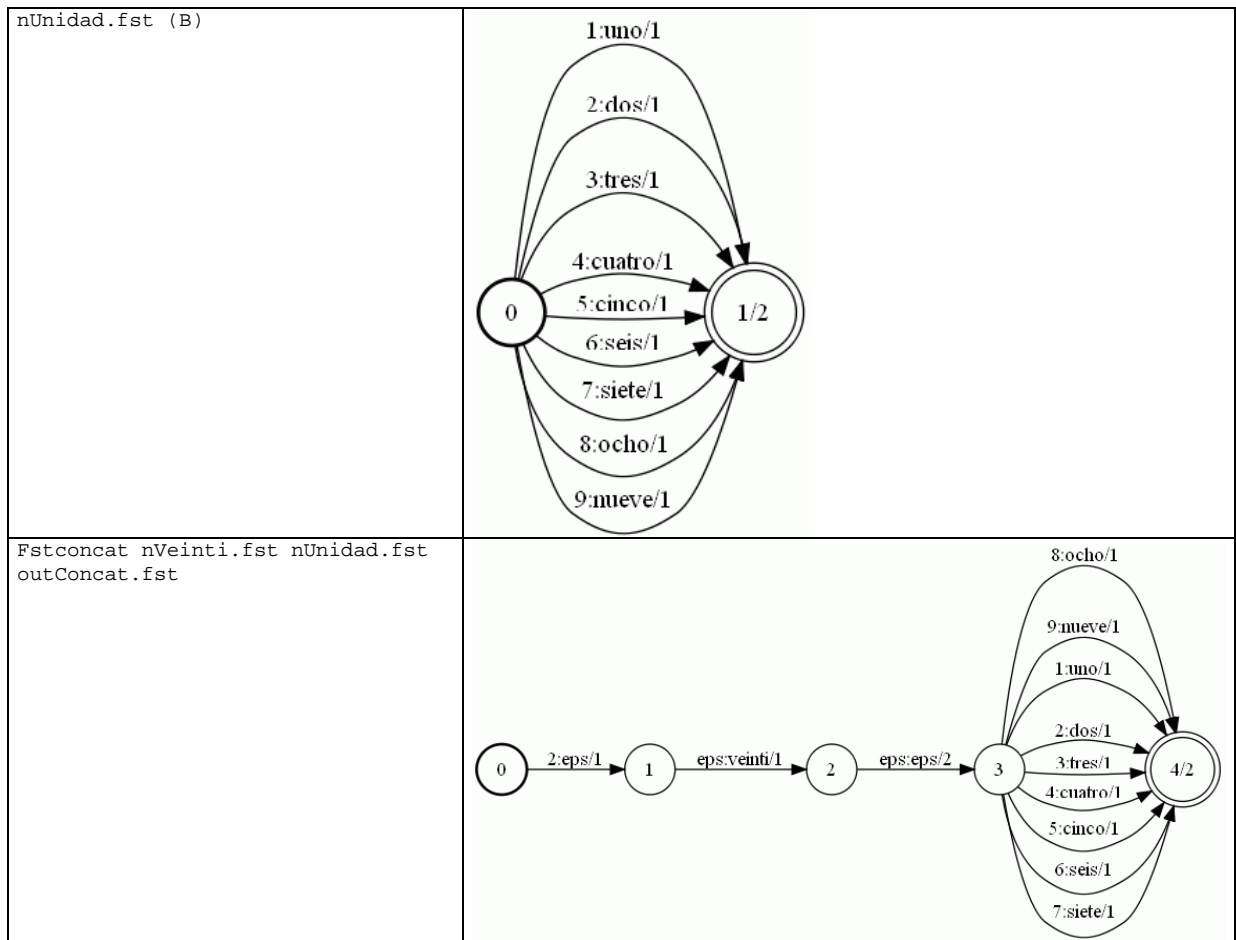 nUnidad.fst (B)
1:uno/1
2:dos/1
3:tres/1
4:cuatro/1
0
1/2
5:cinco/1
6:seis/1
7:siete/1
8:ocho/1
9:nueve/1
Fstconcat nVeinti.fst nUnidad.fst
outConcat.fst
8:ocho/1
9:nueve/1
1:uno/1
2:dos/1
0
2:eps/1
1
eps:veinti/1
2
eps:eps/2
3
3:tres/1
4/2
4:cuatro/1
5:cinco/1
6:seis/1
7:siete/1